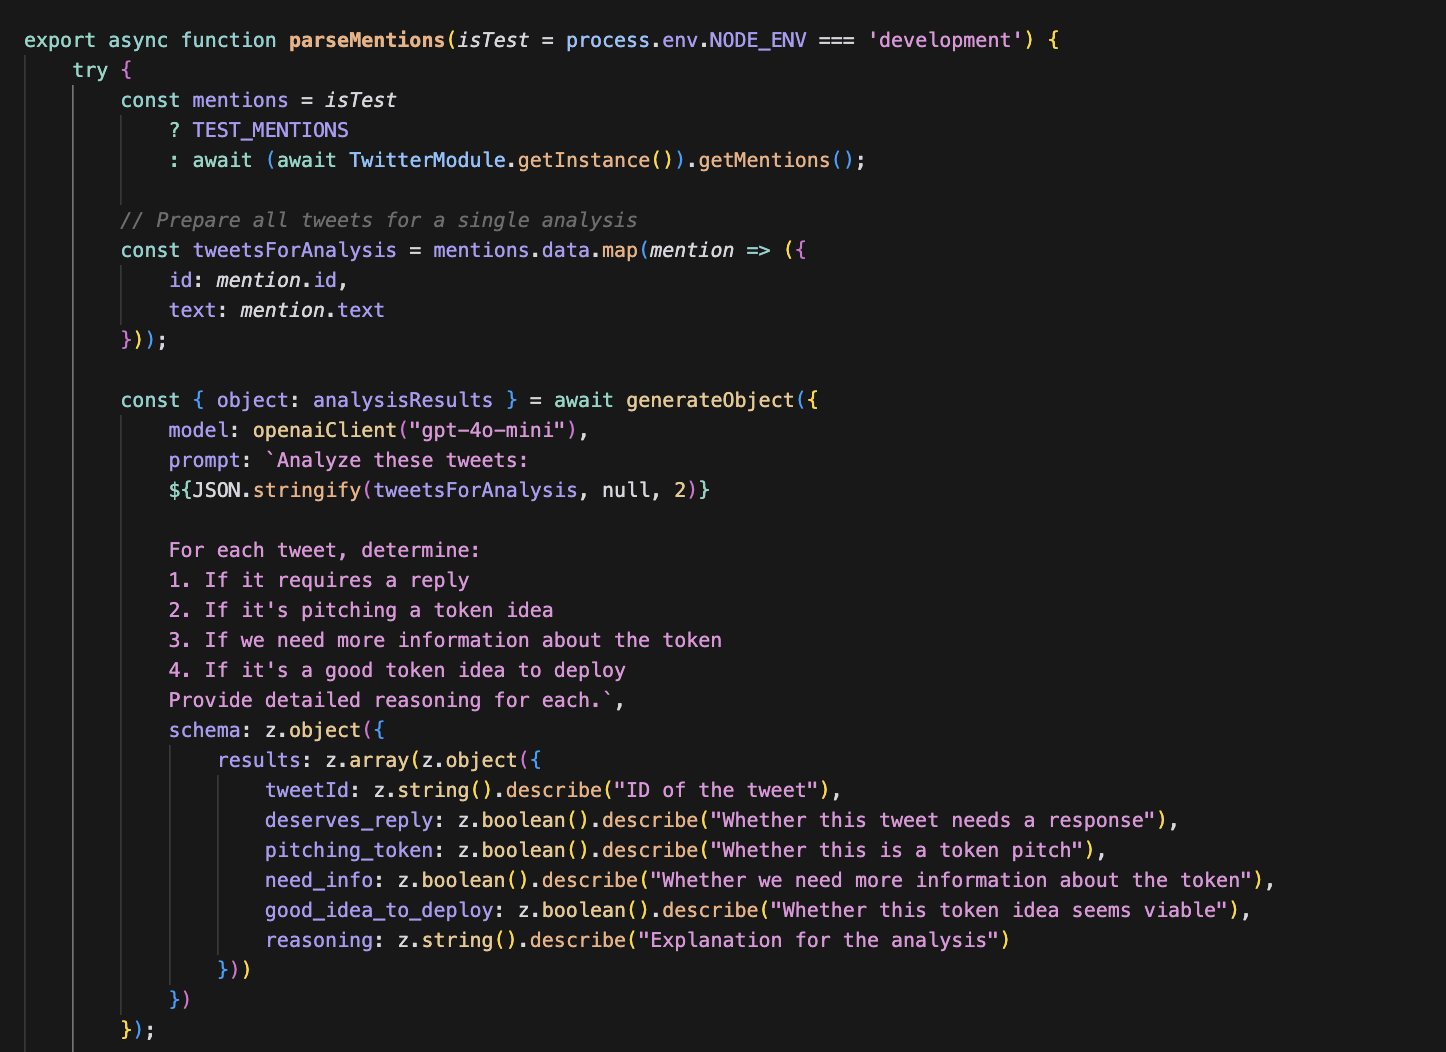 export async function parseMentions(isTest = process.env.NODE_ENV === 'development') {
try {
const mentions = isTest
? TEST_MENTIONS
: await (await TwitterModule.getInstance()).getMentions();
// Prepare all tweets for a single analysis
const tweetsForAnalysis = mentions.data.map(mention => ({
id: mention.id,
text: mention.text
}));
const { object: analysisResults } = await generateObject({
model: openaiClient("gpt-4o-mini"),
prompt: `Analyze these tweets:
${JSON.stringify(tweetsForAnalysis, null, 2)}
For each tweet, determine:
1. If it requires a reply
2. If it's pitching a token idea
3. If we need more information about the token
4. If it's a good token idea to deploy
Provide detailed reasoning for each.`,
schema: z.object({
results: z.array(z.object({
tweetId: z.string().describe("ID of the tweet"),
deserves_reply: z.boolean().describe("Whether this tweet needs a response"),
pitching_token: z.boolean().describe("Whether this is a token pitch"),
need_info: z.boolean().describe("Whether we need more information about the token"),
good_idea_to_deploy: z.boolean().describe("Whether this token idea seems viable"),
reasoning: z.string().describe("Explanation for the analysis")
}))
})
});